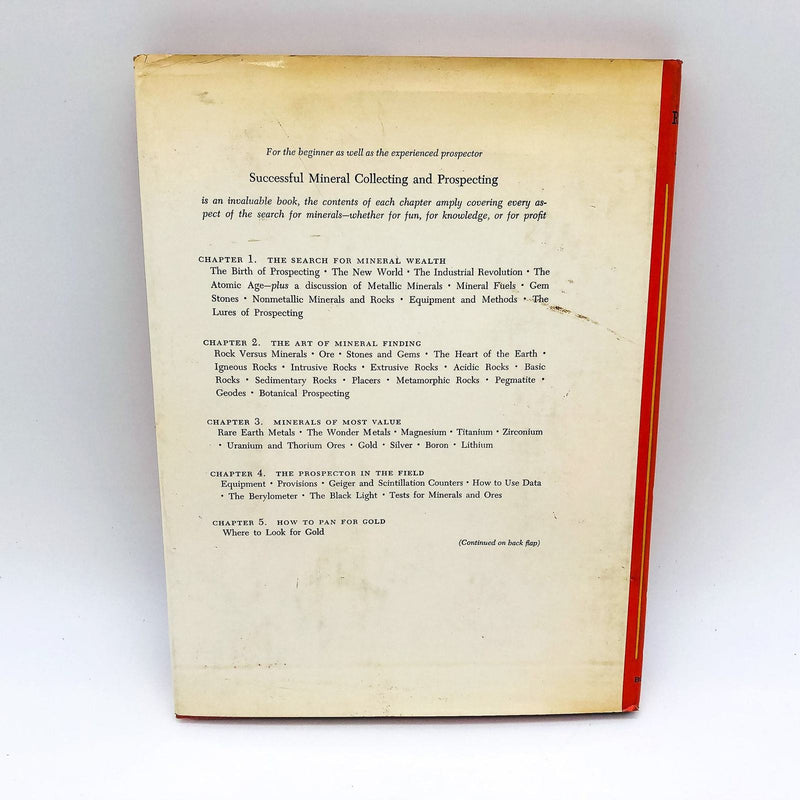 For the beginner as well as the experienced prospector
Successful Mineral Collecting and Prospecting
is an invaluable book, the contents of each chapter amply covering every as-
pect of the search for minerals—whether for fun, for knowledge, or for profit
CHAPTER 1. THE SEARCH FOR MINERAL WEALTH
The Birth of Prospecting • The New World • The Industrial Revolution • The
Atomic Age—plus a discussion of Metallic Minerals • Mineral Fuels • Gem
Stones • Nonmetallic Minerals and Rocks • Equipment and Methods • The
Lures of Prospecting
CHAPTER 2. THE ART OF MINERAL FINDING
Rock Versus Minerals • Ore • Stones and Gems • The Heart of the Earth •
Igneous Rocks • Intrusive Rocks • Extrusive Rocks • Acidic Rocks • Basic
Rocks • Sedimentary Rocks • Placers • Metamorphic Rocks • Pegmatite •
Geodes • Botanical Prospecting
CHAPTER 3. MINERALS OF MOST VALUE
Rare Earth Metals • The Wonder Metals • Magnesium • Titanium • Zirconium
• Uranium and Thorium Ores • Gold • Silver • Boron • Lithium
CHAPTER 4. THE PROSPECTOR IN THE FIELD
Equipment • Provisions • Geiger and Scintillation Counters • How to Use Data
• The Berylometer • The Black Light • Tests for Minerals and Ores
CHAPTER 5. HOW TO PAN FOR GOLD
Where to Look for Gold
(Continued on back flap)